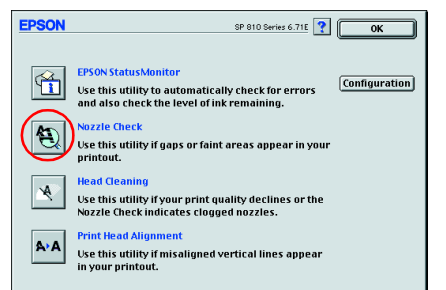 EPSON
SP 810 Series 6.71E
?
OK
EPSON StatusMonitor
Use this utility to automatically check for errors
and also check the level of ink remaining.
Configuration
Nozzle Check
Use this utility if gaps or faint areas appear in your
printout.
Head Cleaning
Use this utility if your print quality declines or the
Nozzle Check indicates clogged nozzles.
Print Head Alignment
Use this utility if misaligned vertical lines appear
in your printout.